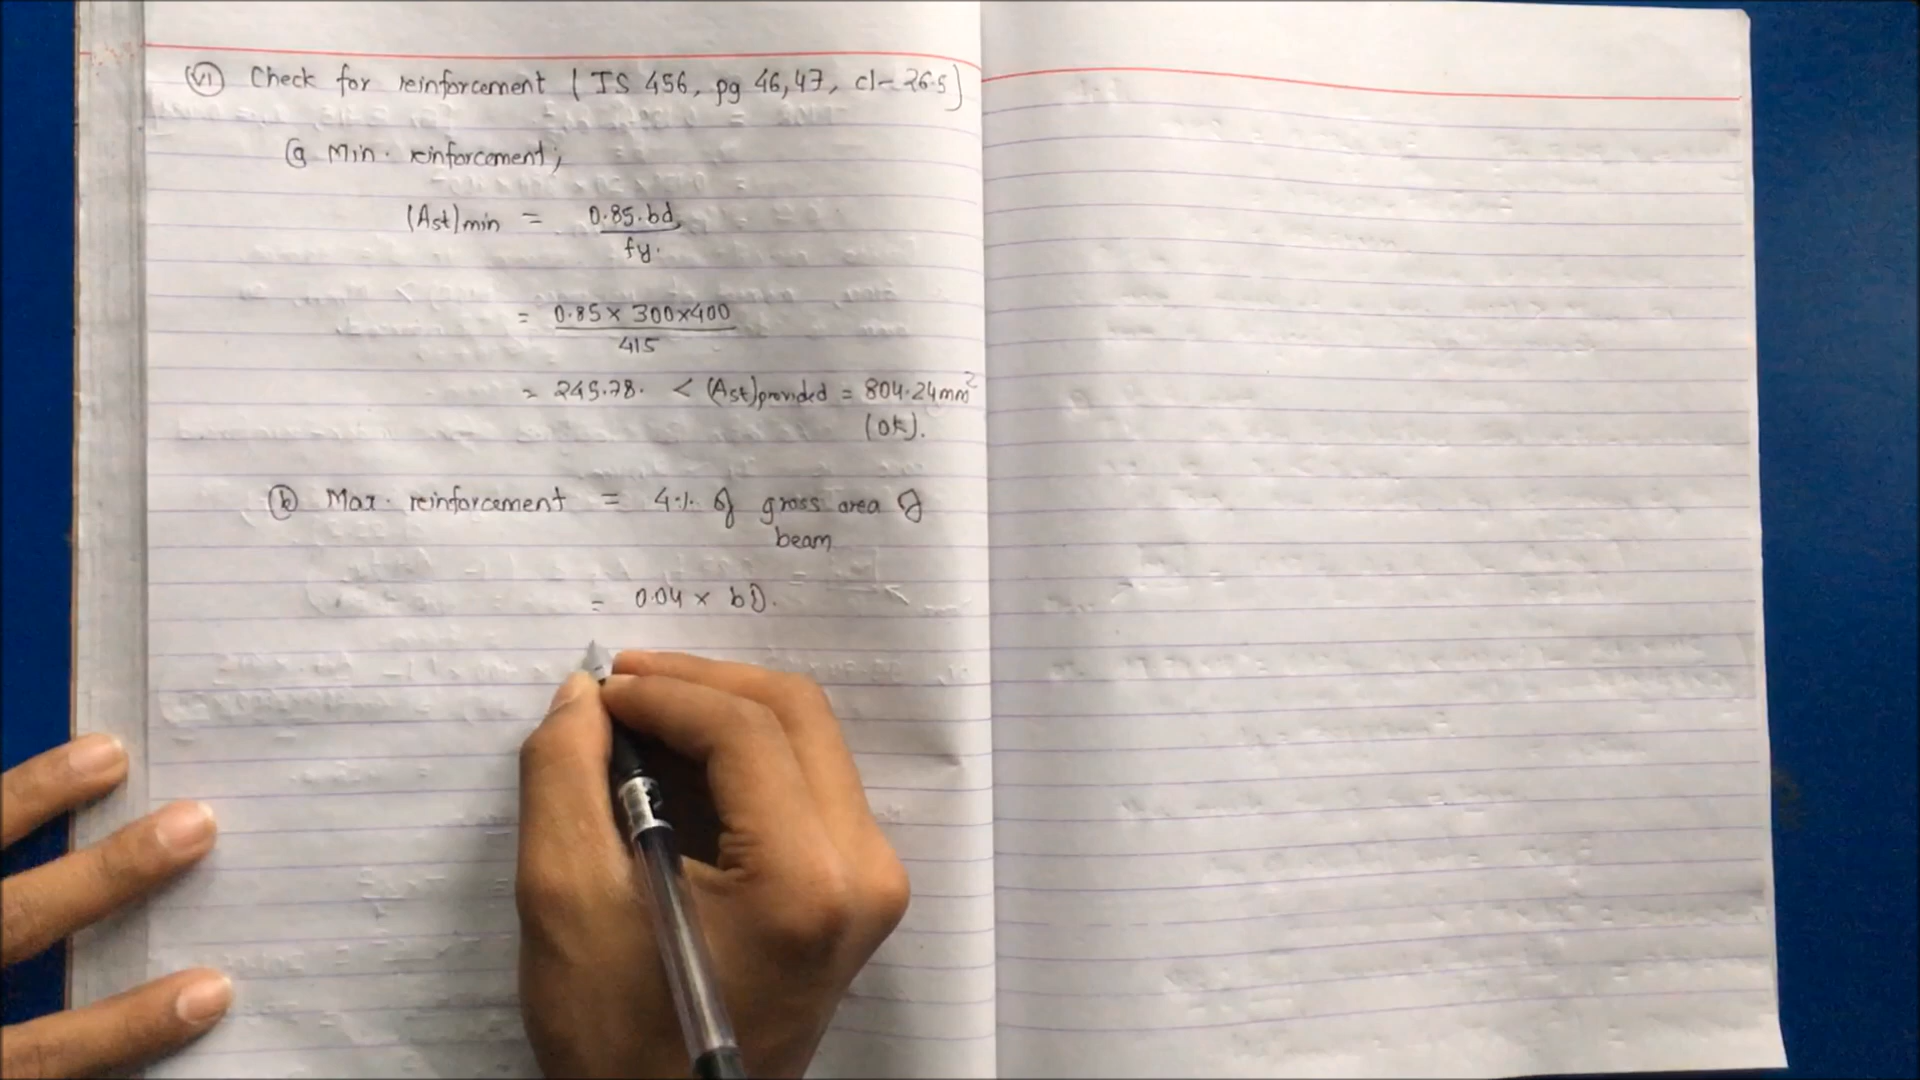 (VI) Check for reinforcement (IS 456, pg 46,47, cl- 26.5)
(a Min. reinforcement;
(Ast)min = 0.85.bd
fy.
= 0.85 x 300x400
415
= 245.78. < (Ast)provided = 804.24mm²
(OK).
(b) Max. reinforcement = 4% of gross area of
beam
= 0.04 x bD.